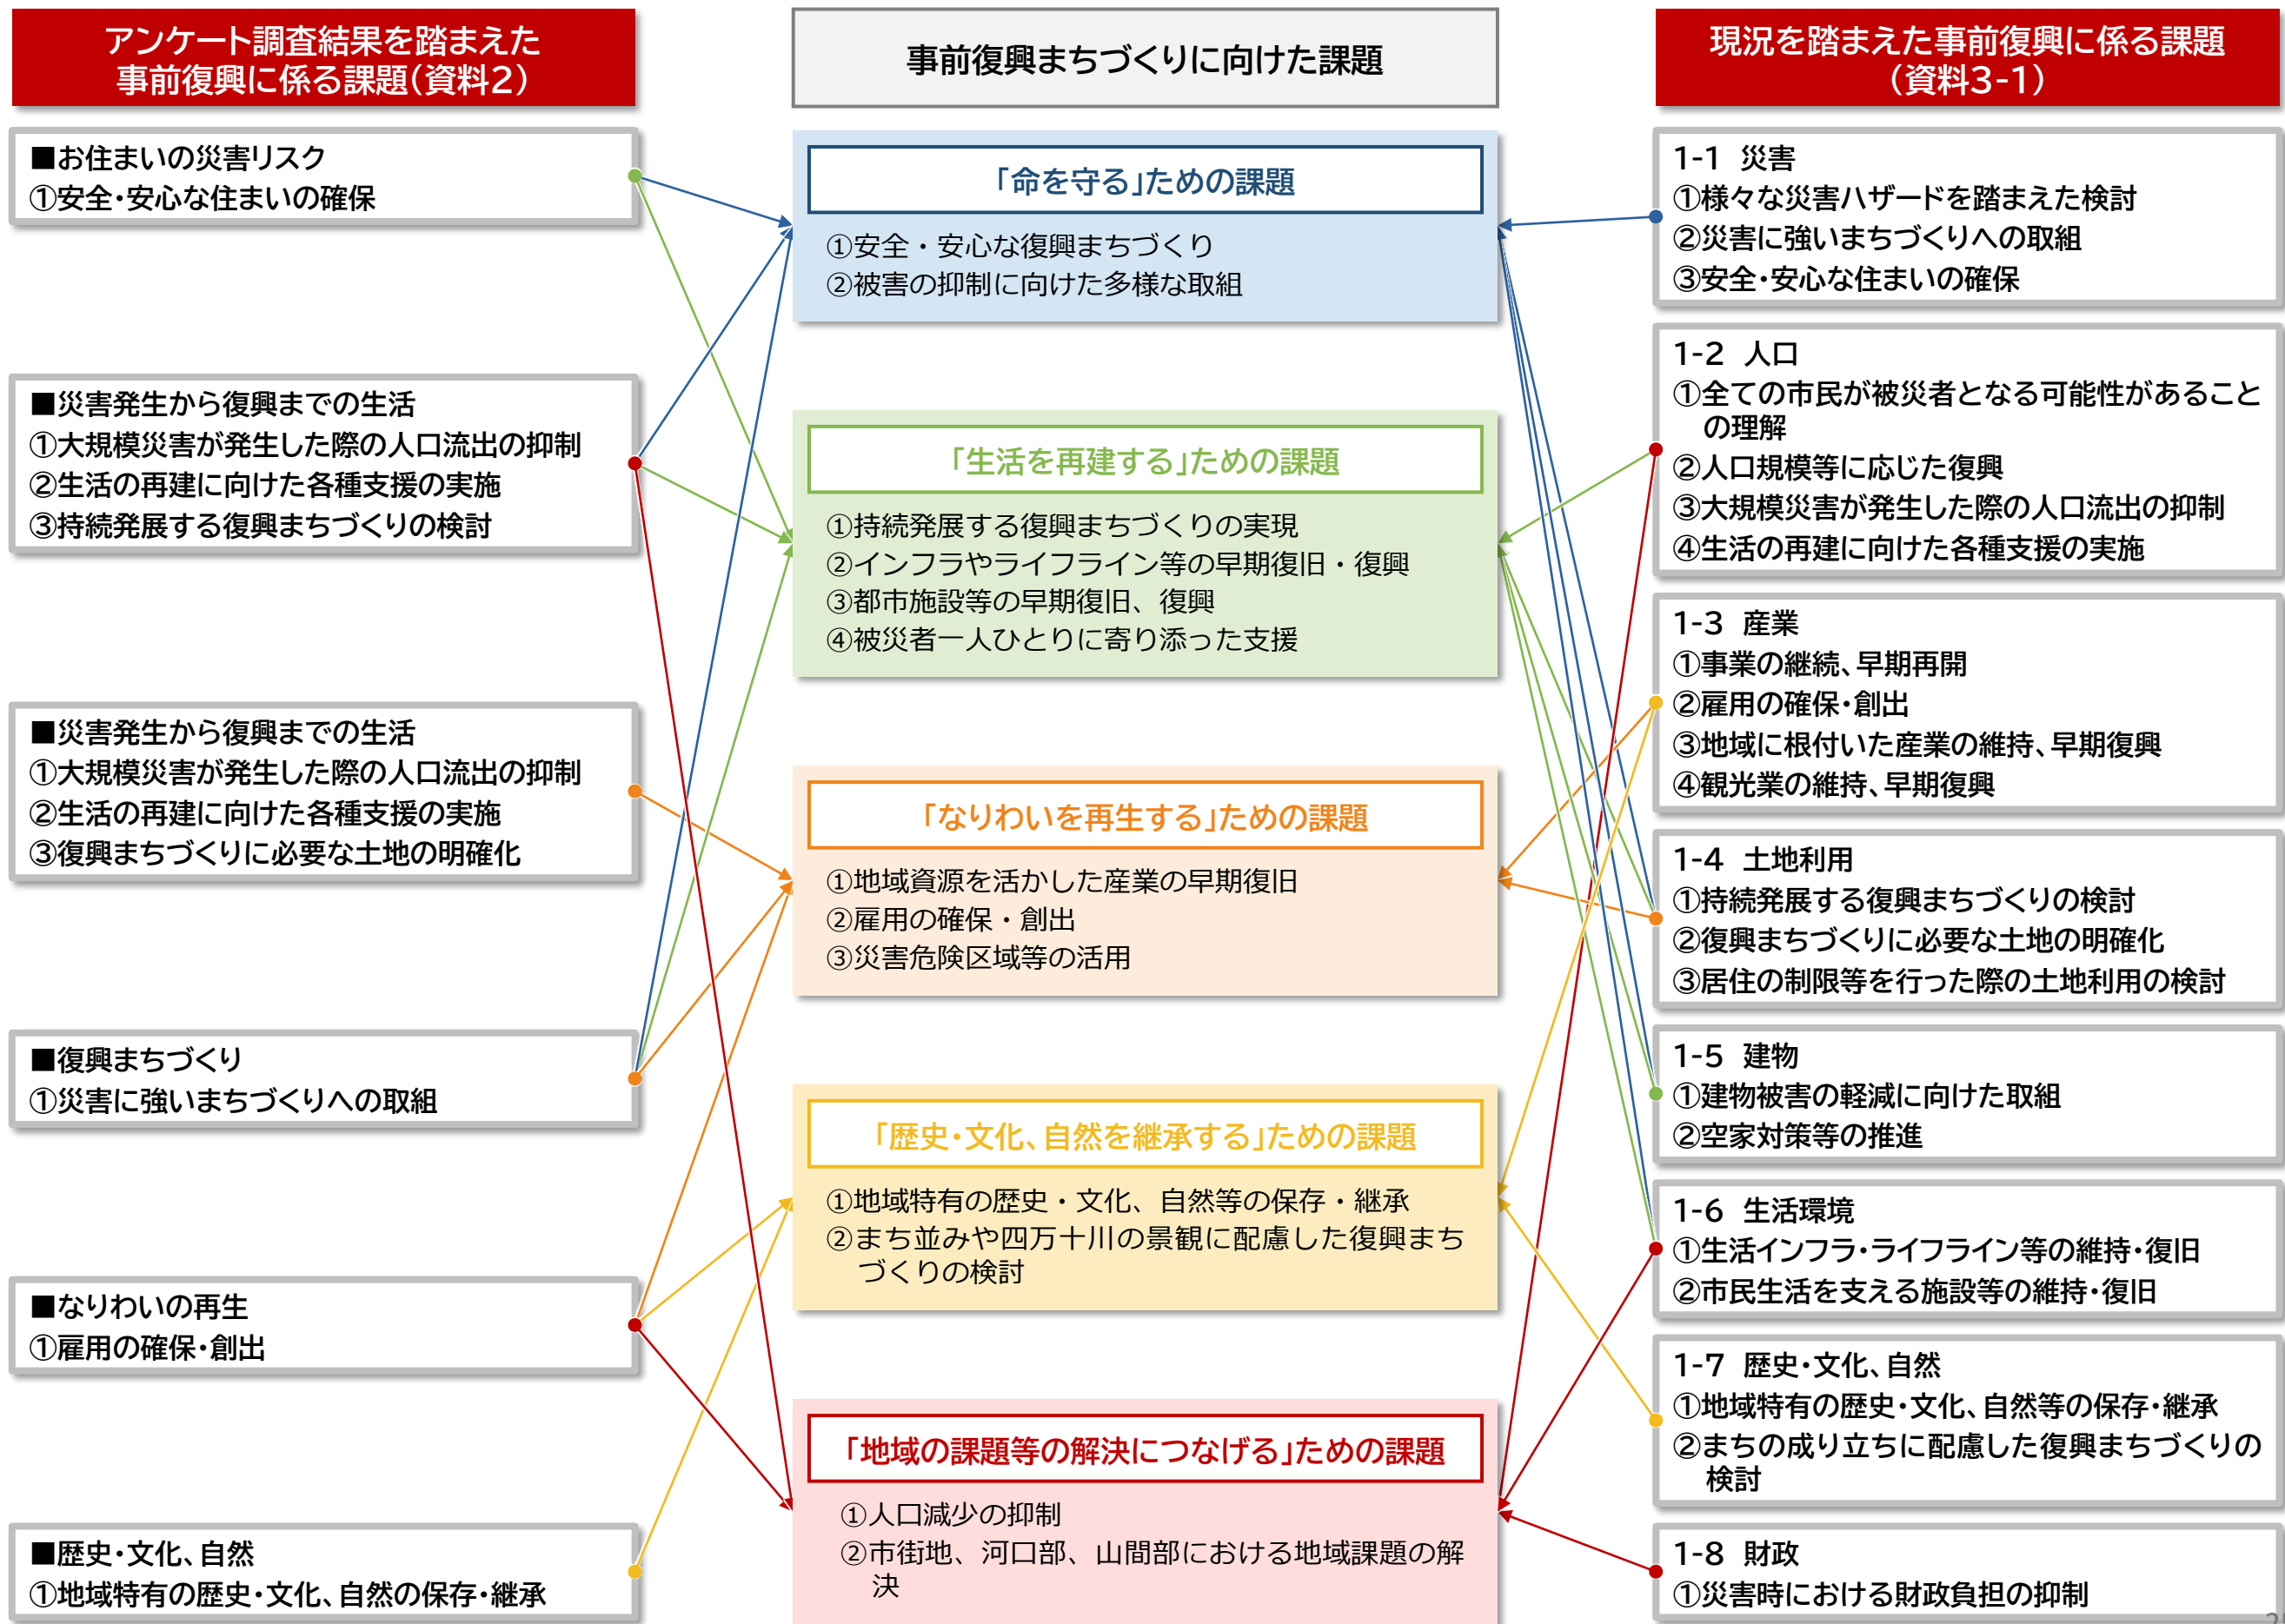 アンケート調査結果を踏まえた
事前復興に係る課題(資料2)
■お住まいの災害リスク
①安全・安心な住まいの確保
■災害発生から復興までの生活
①大規模災害が発生した際の人口流出の抑制
②生活の再建に向けた各種支援の実施
③持続発展する復興まちづくりの検討
■災害発生から復興までの生活
①大規模災害が発生した際の人口流出の抑制
②生活の再建に向けた各種支援の実施
③復興まちづくりに必要な土地の明確化
■復興まちづくり
①災害に強いまちづくりへの取組
■なりわいの再生
①雇用の確保・創出
■歴史・文化、自然
①地域特有の歴史・文化、自然の保存・継承
事前復興まちづくりに向けた課題
「命を守る」ための課題
①安全・安心な復興まちづくり
②被害の抑制に向けた多様な取組
「生活を再建する」ための課題
①持続発展する復興まちづくりの実現
②インフラやライフライン等の早期復旧・復興
③都市施設等の早期復旧、復興
④被災者一人ひとりに寄り添った支援
「なりわいを再生する」ための課題
①地域資源を活かした産業の早期復旧
②雇用の確保・創出
③災害危険区域等の活用
「歴史・文化、自然を継承する」ための課題
①地域特有の歴史・文化、自然等の保存・継承
②まち並みや四万十川の景観に配慮した復興まち
づくりの検討
「地域の課題等の解決につなげる」ための課題
①人口減少の抑制
②市街地、河口部、山間部における地域課題の解
決
現況を踏まえた事前復興に係る課題
(資料3-1)
1-1 災害
①様々な災害ハザードを踏まえた検討
②災害に強いまちづくりへの取組
③安全・安心な住まいの確保
1-2 人口
①全ての市民が被災者となる可能性があること
の理解
②人口規模等に応じた復興
③大規模災害が発生した際の人口流出の抑制
④生活の再建に向けた各種支援の実施
1-3 産業
①事業の継続、早期再開
②雇用の確保・創出
③地域に根付いた産業の維持、早期復興
④観光業の維持、早期復興
1-4 土地利用
①持続発展する復興まちづくりの検討
②復興まちづくりに必要な土地の明確化
③居住の制限等を行った際の土地利用の検討
1-5 建物
①建物被害の軽減に向けた取組
②空家対策等の推進
1-6 生活環境
①生活インフラ・ライフライン等の維持・復旧
②市民生活を支える施設等の維持・復旧
1-7 歴史・文化、自然
①地域特有の歴史・文化、自然等の保存・継承
②まちの成り立ちに配慮した復興まちづくりの
検討
1-8 財政
①災害時における財政負担の抑制